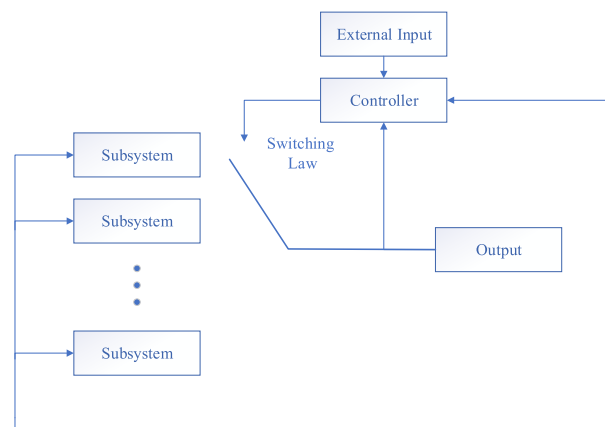 External Input
Controller
Switching
Law
Subsystem
Subsystem
Output
Subsystem